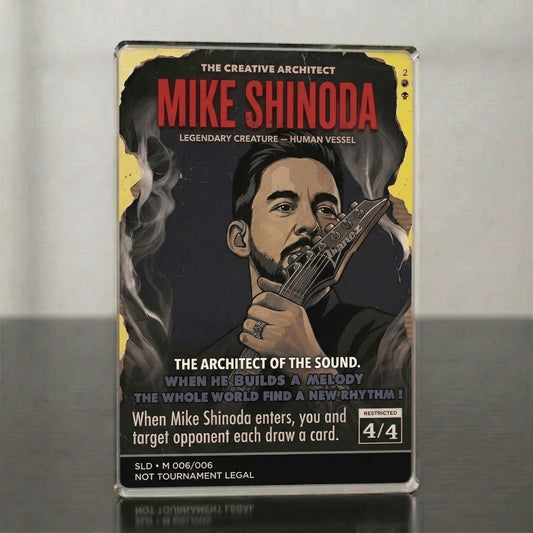 THE CREATIVE ARCHITECT
2
MIKE SHINODA
LEGENDARY CREATURE – HUMAN VESSEL
Ibanez
THE ARCHITECT OF THE SOUND.
WHEN HE BUILDS A MELODY
THE WHOLE WORLD FIND A NEW RHYTHM !
When Mike Shinoda enters, you and
target opponent each draw a card.
RESTRICTED
4/4
SLD • M 006/006
NOT TOURNAMENT LEGAL